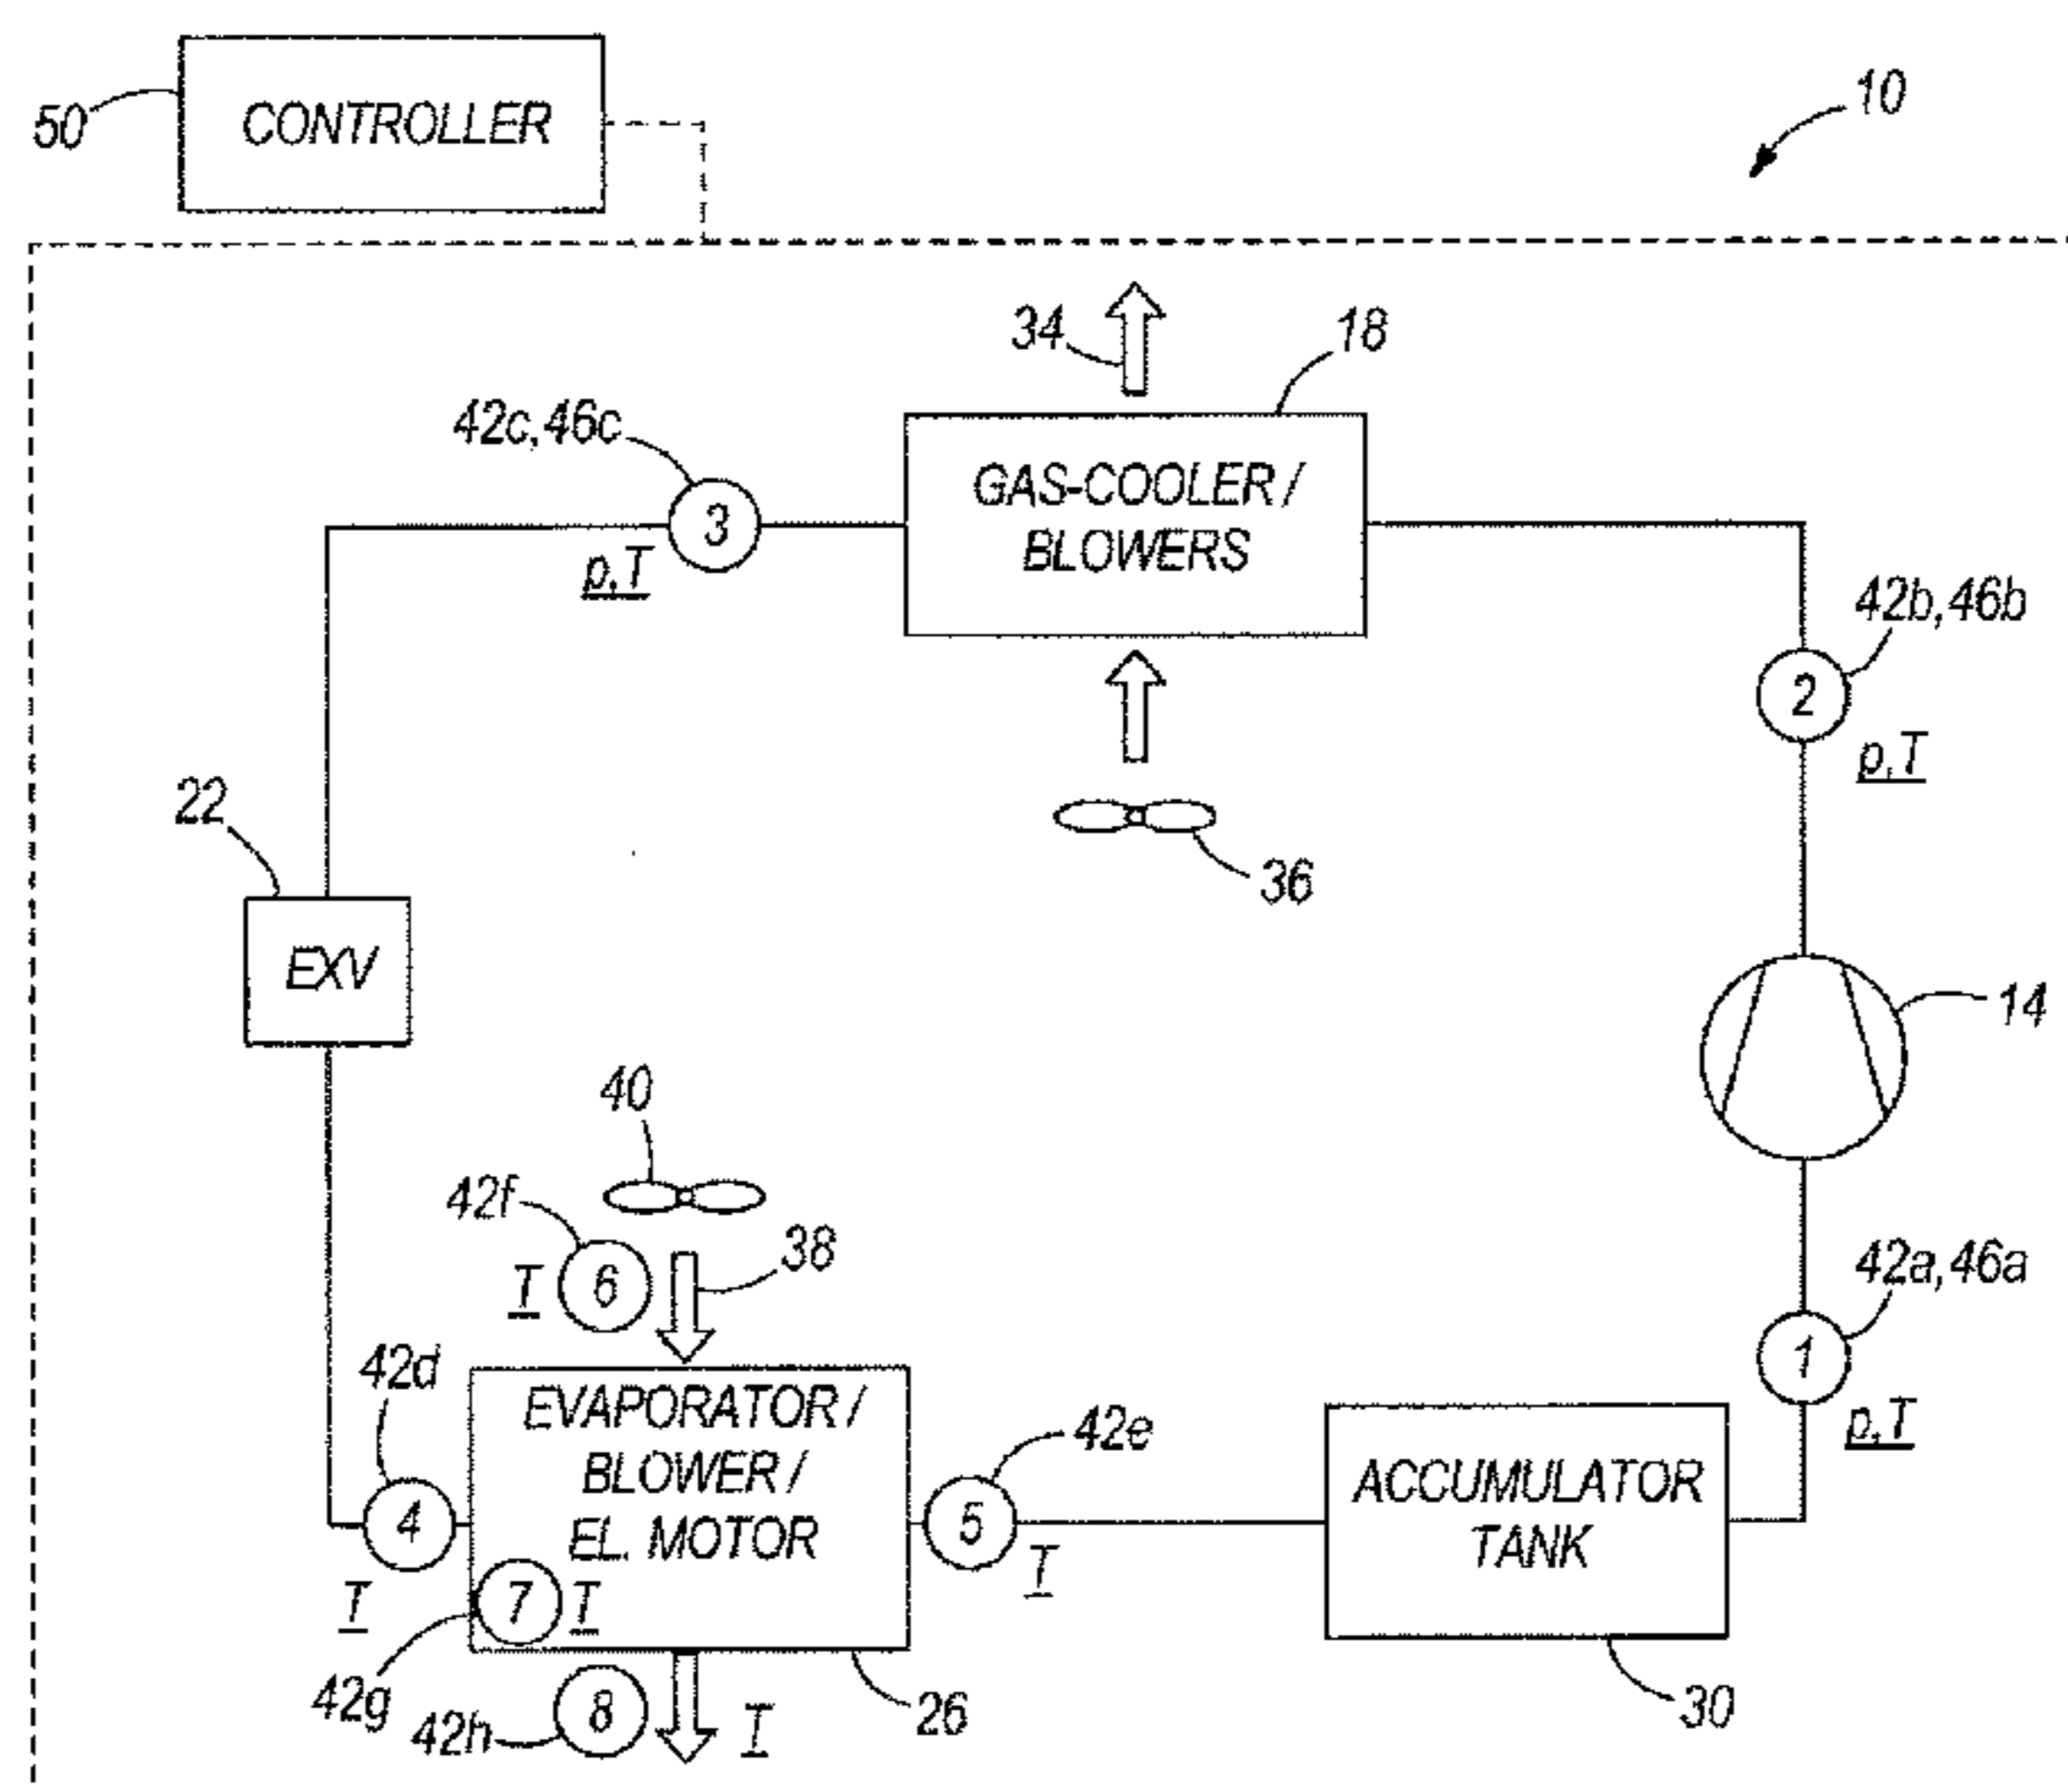 50
CONTROLLER
10
34
18
42c,46c
3
p,T
GAS-COOLER/
BLOWERS
42b,46b
2
p,T
36
22
EXV
14
40
42f
6
T
38
42a,46a
1
p,T
42d
4
T
EVAPORATOR/
BLOWER/
EL. MOTOR
7
T
42e
5
T
ACCUMULATOR
TANK
42g
42h
8
T
26
30